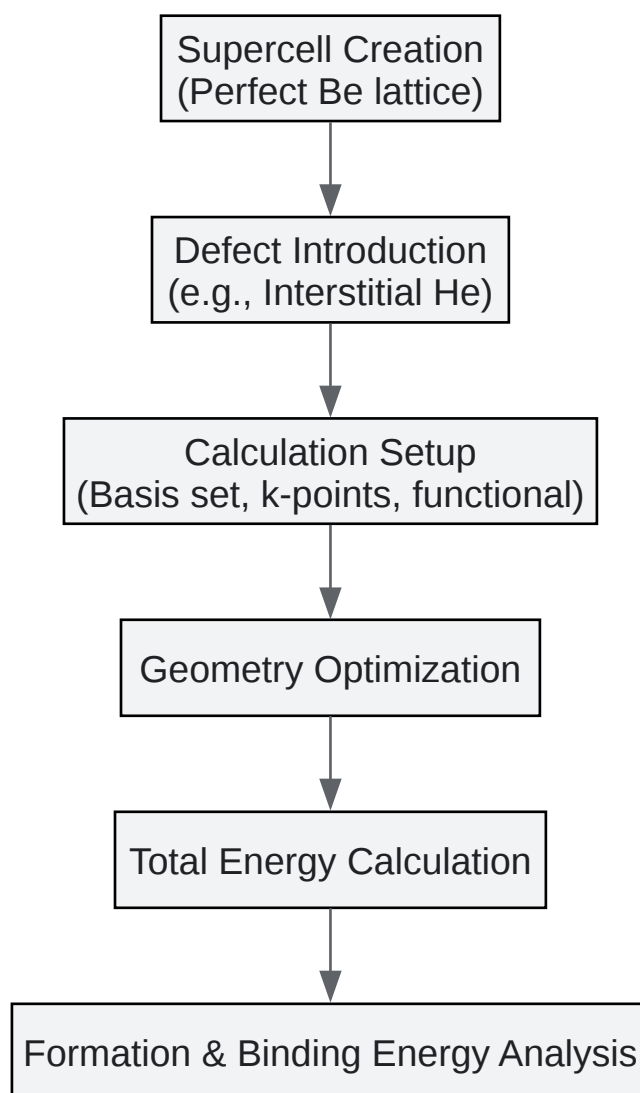 Supercell Creation
(Perfect Be lattice)
Defect Introduction
(e.g., Interstitial He)
Calculation Setup
(Basis set, k-points, functional)
Geometry Optimization
Total Energy Calculation
Formation & Binding Energy Analysis